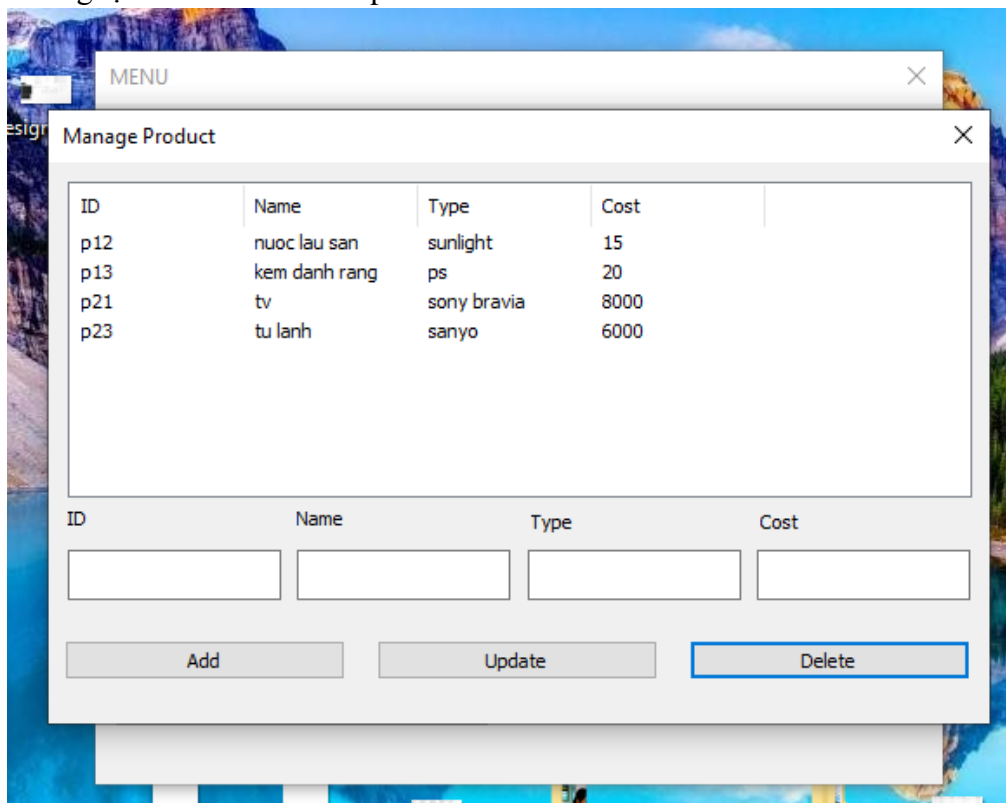 MENU
esigr
Manage Product
ID Name Type Cost
p12 nuoc lau san sunlight 15
p13 kem danh rang ps 20
p21 tv sony bravia 8000
p23 tu lanh sanyo 6000
ID Name Type Cost
Add Update Delete